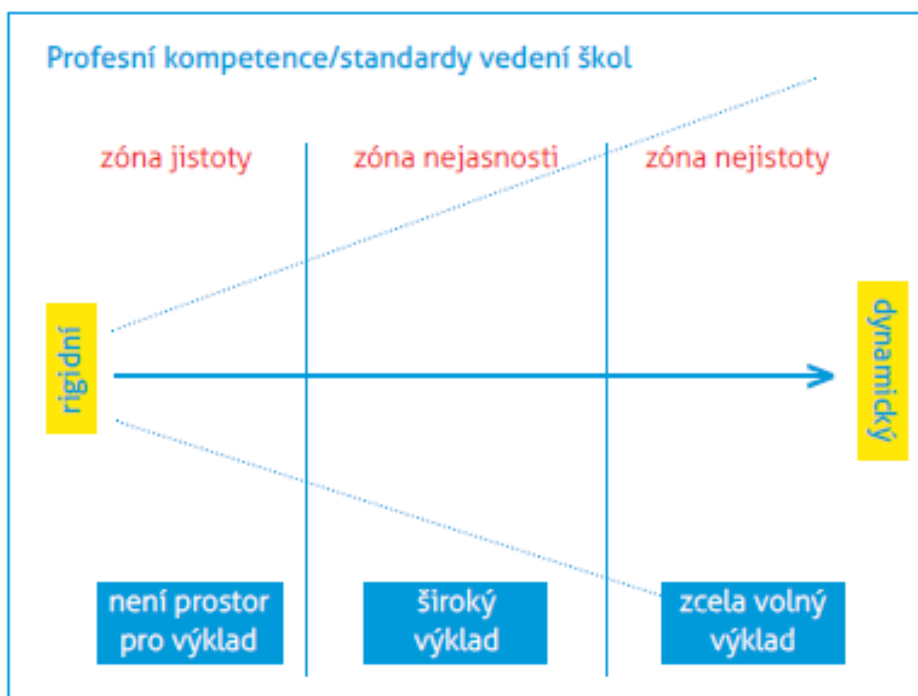 Profesní kompetence/standardy vedení škol
zóna jistoty
zóna nejasnosti
zóna nejistoty
rigidní
dynamický
není prostor
pro výklad
široký
výklad
zcela volný
výklad